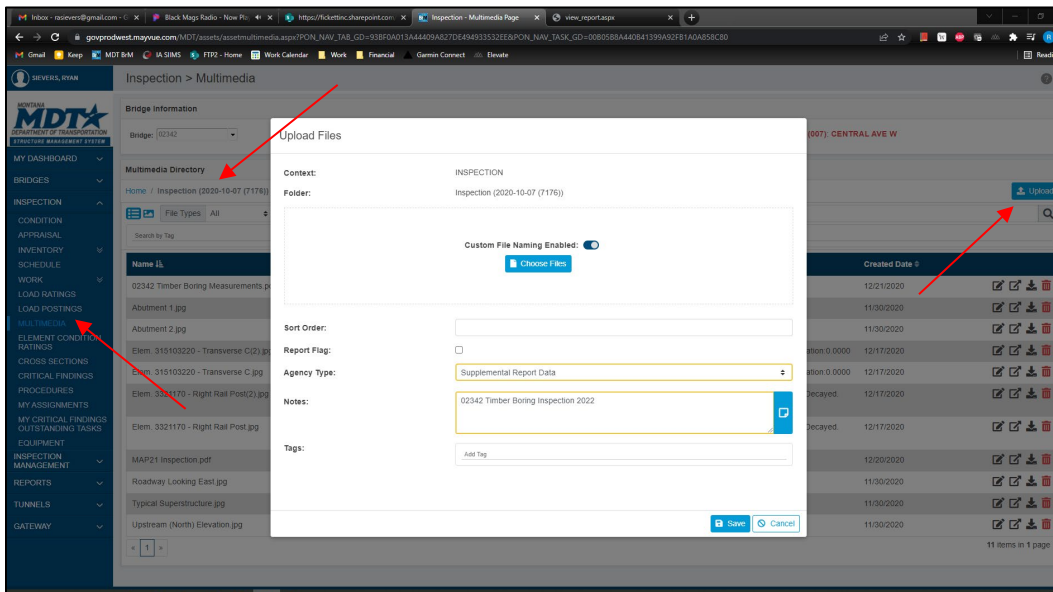 Inbox - rasievers@gmail.com - G
Black Mags Radio - Now Pla
https://fickettinc.sharepoint.com
Inspection - Multimedia Page
view_report.aspx
govprodwest.mayvue.com/MDT/assets/assetmultimedia.aspx?PON_NAV_TAB_GD=
Gmail
Keep
MDT BrM
IA SIIMS
FTP2 - Home
Work Calendar
Work
Financial
Garmin Connect
Elevate
Readi
SIEVERS, RYAN
Inspection > Multimedia
MONTANA
MDT
DEPARTMENT OF TRANSPORTATION
STRUCTURE MANAGEMENT SYSTEM
MY DASHBOARD
BRIDGES
INSPECTION
CONDITION
APPRAISAL
INVENTORY
SCHEDULE
WORK
LOAD RATINGS
LOAD POSTINGS
MULTIMEDIA
ELEMENT CONDITION
RATINGS
CROSS SECTIONS
CRITICAL FINDINGS
PROCEDURES
MY ASSIGNMENTS
MY CRITICAL FINDINGS
OUTSTANDING TASKS
EQUIPMENT
INSPECTION
MANAGEMENT
REPORTS
TUNNELS
GATEWAY
Bridge Information
Bridge: 02342
(007); CENTRAL AVE W
Multimedia Directory
Home / Inspection (2020-10-07 (7176))
Upload
File Types All
Search by Tag
Name
Created Date
02342 Timber Boring Measurements.p
12/21/2020
Abutment 1.jpg
11/30/2020
Abutment 2.jpg
11/30/2020
Elem. 315103220 - Transverse C(2).jpg
ation:0.0000 12/17/2020
Elem. 315103220 - Transverse C.jpg
ation:0.0000 12/17/2020
Elem. 3321170 - Right Rail Post(2).jpg
Decayed. 12/17/2020
Elem. 3321170 - Right Rail Post.jpg
Decayed. 12/17/2020
MAP21 Inspection.pdf
12/20/2020
Roadway Looking East.jpg
11/30/2020
Typical Superstructure.jpg
11/30/2020
Upstream (North) Elevation.jpg
11/30/2020
« 1 »
11 items in 1 page
Upload Files
Context: INSPECTION
Folder: Inspection (2020-10-07 (7176))
Custom File Naming Enabled:
Choose Files
Sort Order:
Report Flag:
Agency Type: Supplemental Report Data
Notes: 02342 Timber Boring Inspection 2022
Tags: Add Tag
Save
Cancel